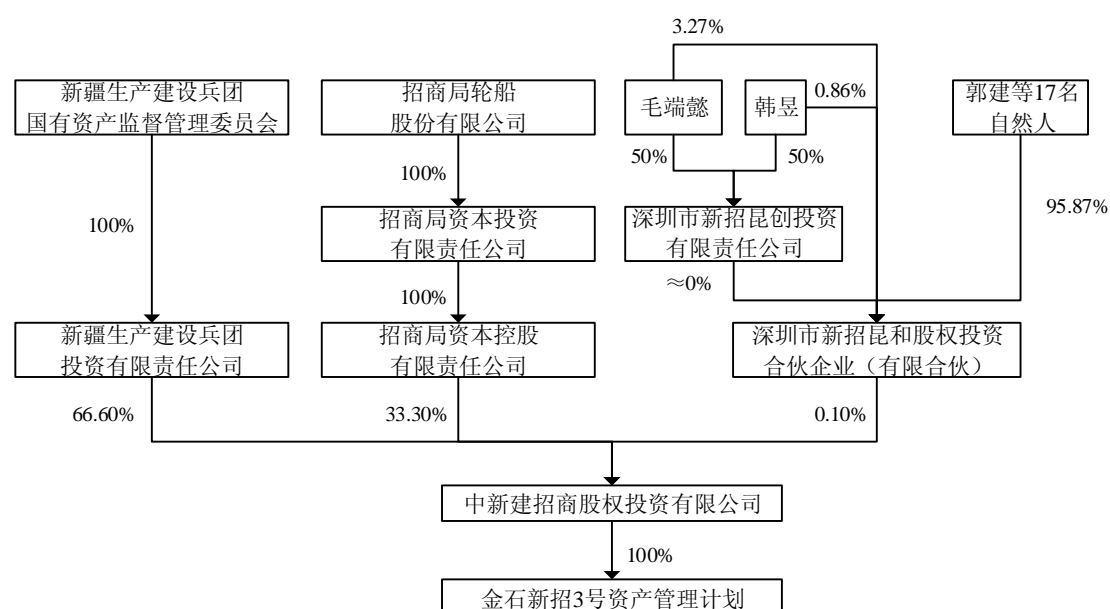 3.27%
新疆生产建设兵团
国有资产监督管理委员会
招商局轮船
股份有限公司
毛端懿
韩昱
0.86%
郭建等17名
自然人
50%
50%
100%
100%
招商局资本投资
有限责任公司
深圳市新招昆创投资
有限责任公司
95.87%
≈0%
100%
新疆生产建设兵团
投资有限责任公司
招商局资本控股
有限责任公司
深圳市新招昆和股权投资
合伙企业（有限合伙）
66.60%
33.30%
0.10%
中新建招商股权投资有限公司
100%
金石新招3号资产管理计划